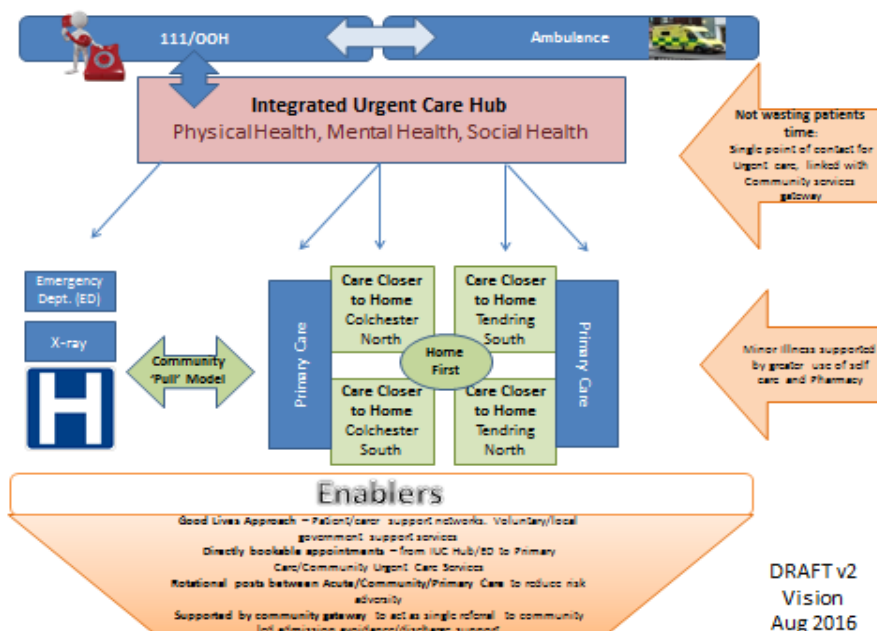 111/OOH
Ambulance
Integrated Urgent Care Hub
Physical Health, Mental Health, Social Health
Not wasting patients
time:
Single point of contact for
Urgent care, linked with
Community services
gateway
Emergency
Dept. (ED)
X-ray
H
Community
'Pull' Model
Primary Care
Care Closer
to Home
Colchester
North
Care Closer
to Home
Tendring
South
Home
First
Care Closer
to Home
Colchester
South
Care Closer
to Home
Tendring
North
Primary Care
Minor Illness supported
by greater use of self
care and Pharmacy
Enablers
Good Lives Approach – Patient/carer support networks. Voluntary/local
government support services
Directly bookable appointments – from IUC Hub/ED to Primary
Care/Community Urgent Care Services
Rotational posts between Acute/Community/Primary Care to reduce risk
adversity
Supported by community gateway to act as single referral to community
led admission avoidance/discharge support
DRAFT v2
Vision
Aug 2016